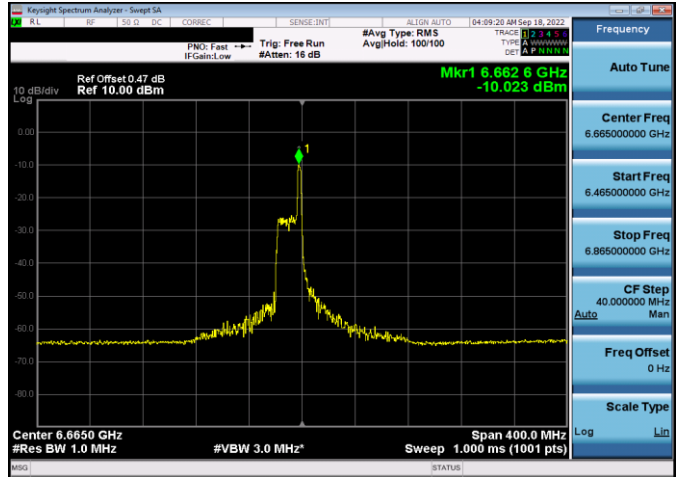 Keysight Spectrum Analyzer - Swept SA
RL RF 50 Ω DC CORREC SENSE:INT ALIGN AUTO 04:09:20 AM Sep 18, 2022
Frequency
PNO: Fast Trig: Free Run #Avg Type: RMS TRACE 1 2 3 4 5 6
IFGain:Low #Atten: 16 dB Avg|Hold: 100/100 TYPE A WWWWW
DET A P N N N N
Auto Tune
Ref Offset 0.47 dB Mkr1 6.662 6 GHz
10 dB/div Ref 10.00 dBm -10.023 dBm
Log
0.00
-10.0
-20.0
-30.0
-40.0
-50.0
-60.0
-70.0
-80.0
1
Center Freq
6.665000000 GHz
Start Freq
6.465000000 GHz
Stop Freq
6.865000000 GHz
CF Step
40.000000 MHz
Auto Man
Freq Offset
0 Hz
Scale Type
Log Lin
Center 6.6650 GHz Span 400.0 MHz
#Res BW 1.0 MHz #VBW 3.0 MHz* Sweep 1.000 ms (1001 pts)
MSG STATUS